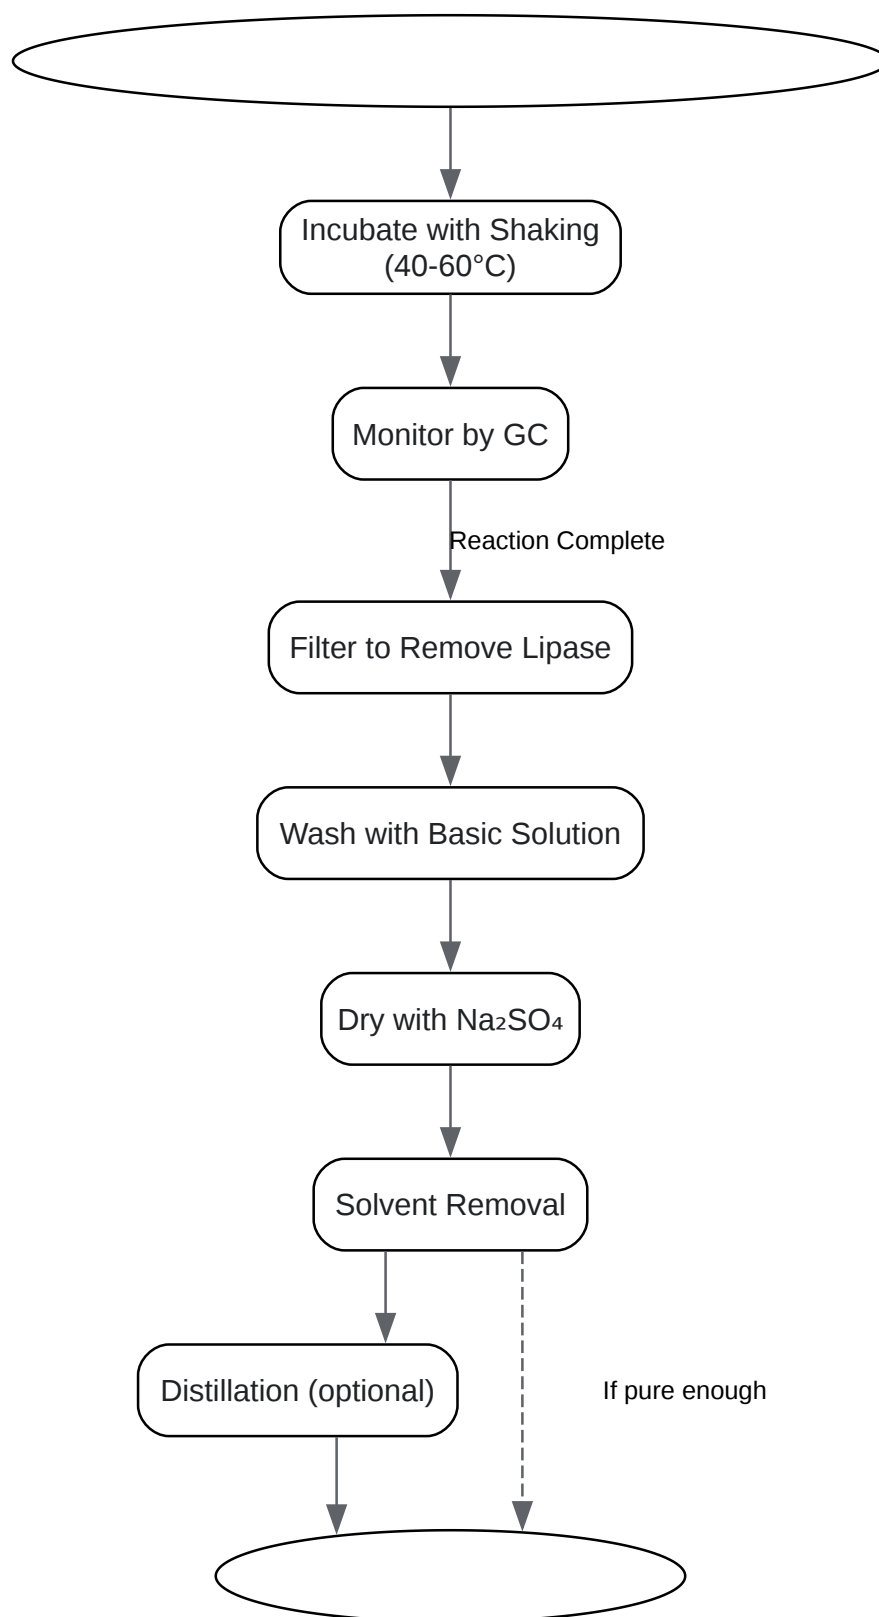 Incubate with Shaking
(40-60°C)
Monitor by GC
Reaction Complete
Filter to Remove Lipase
Wash with Basic Solution
Dry with Na₂SO₄
Solvent Removal
Distillation (optional)
If pure enough